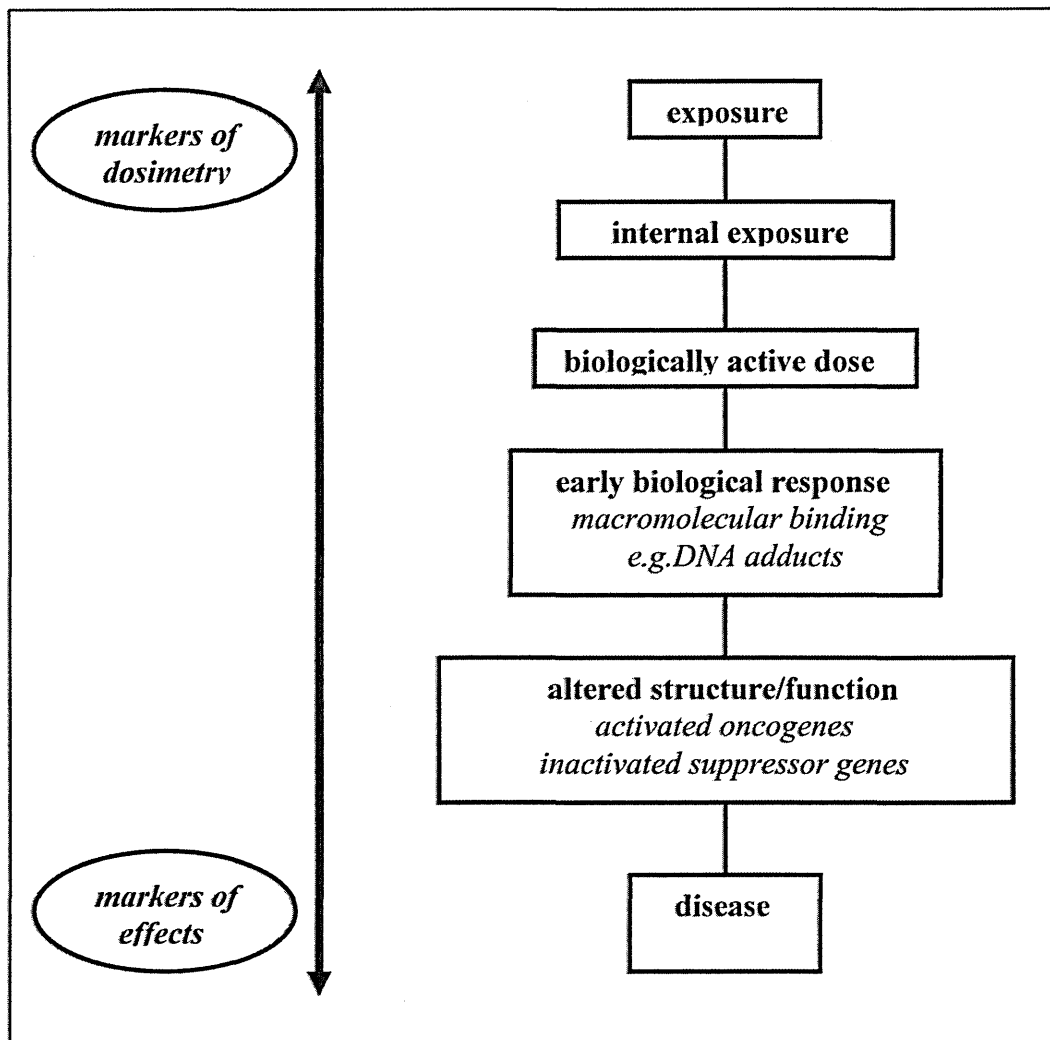 markers of
dosimetry
exposure
internal exposure
biologically active dose
early biological response
macromolecular binding
e.g.DNA adducts
altered structure/function
activated oncogenes
inactivated suppressor genes
markers of
effects
disease